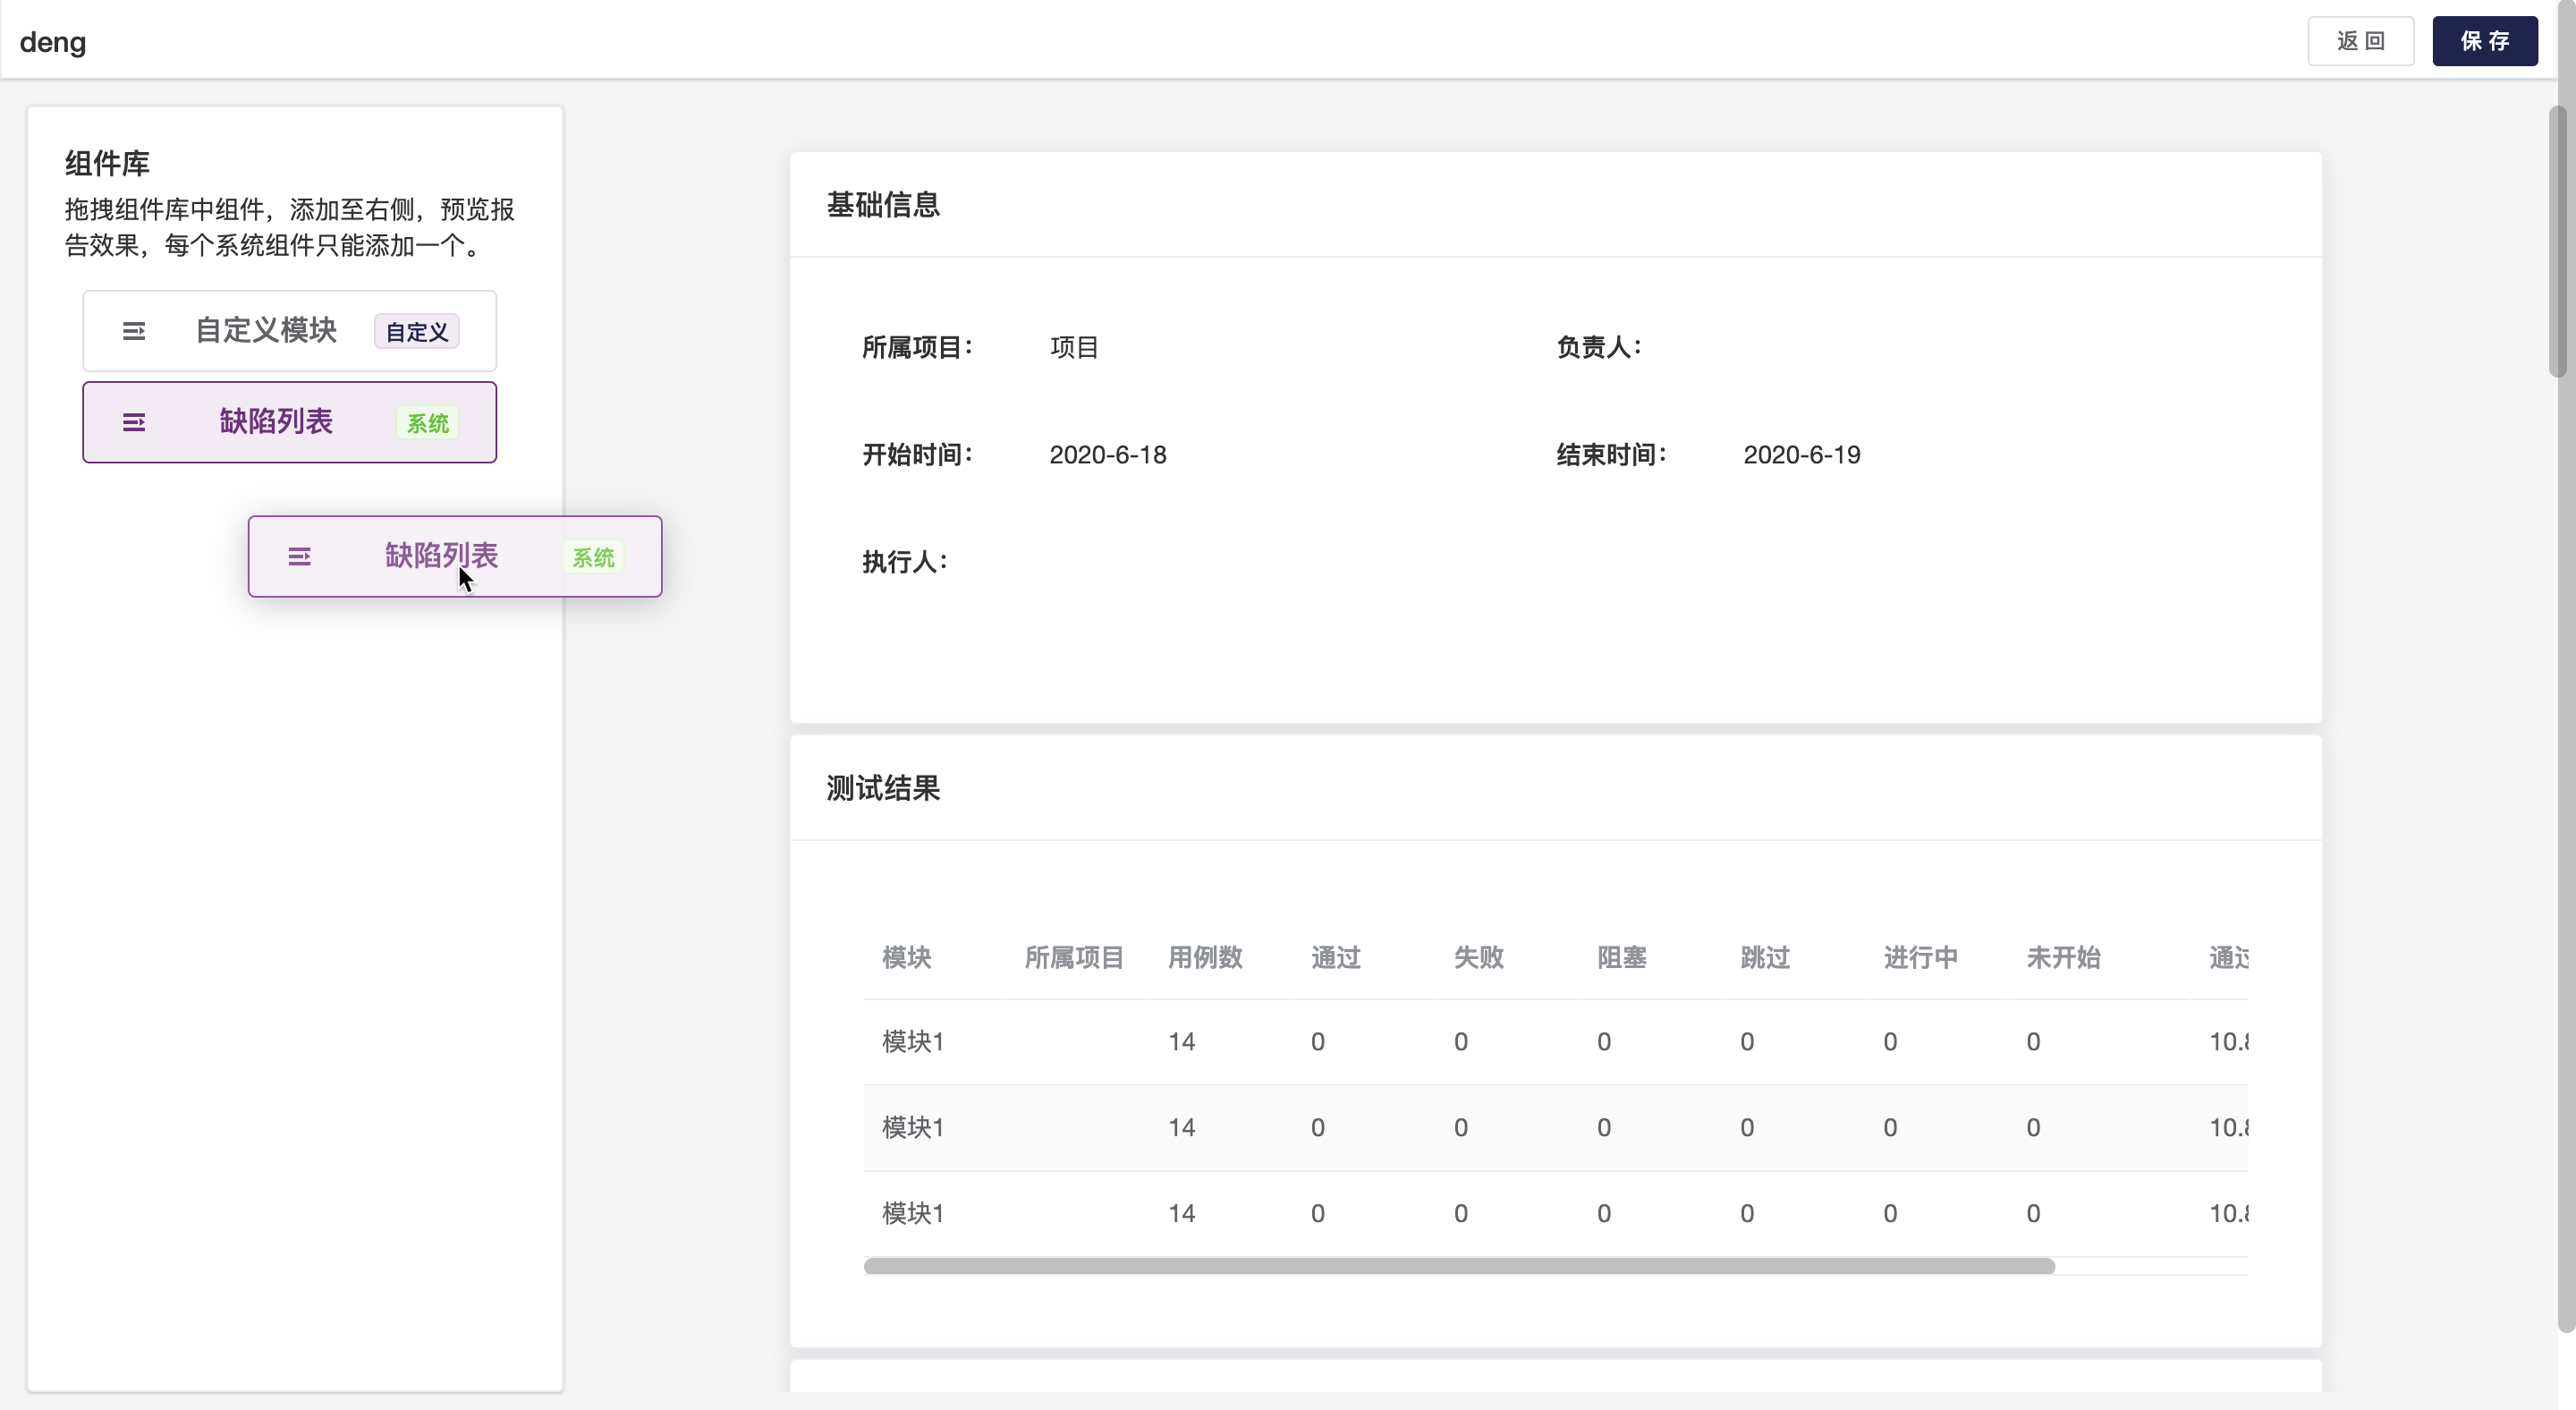 deng
返 回
保 存
组件库
拖拽组件库中组件，添加至右侧，预览报
告效果，每个系统组件只能添加一个。
自定义模块 自定义
缺陷列表 系统
缺陷列表 系统
基础信息
所属项目： 项目 负责人：
开始时间： 2020-6-18 结束时间： 2020-6-19
执行人：
测试结果
模块 所属项目 用例数 通过 失败 阻塞 跳过 进行中 未开始 通过
模块1 14 0 0 0 0 0 0 10.8
模块1 14 0 0 0 0 0 0 10.8
模块1 14 0 0 0 0 0 0 10.8